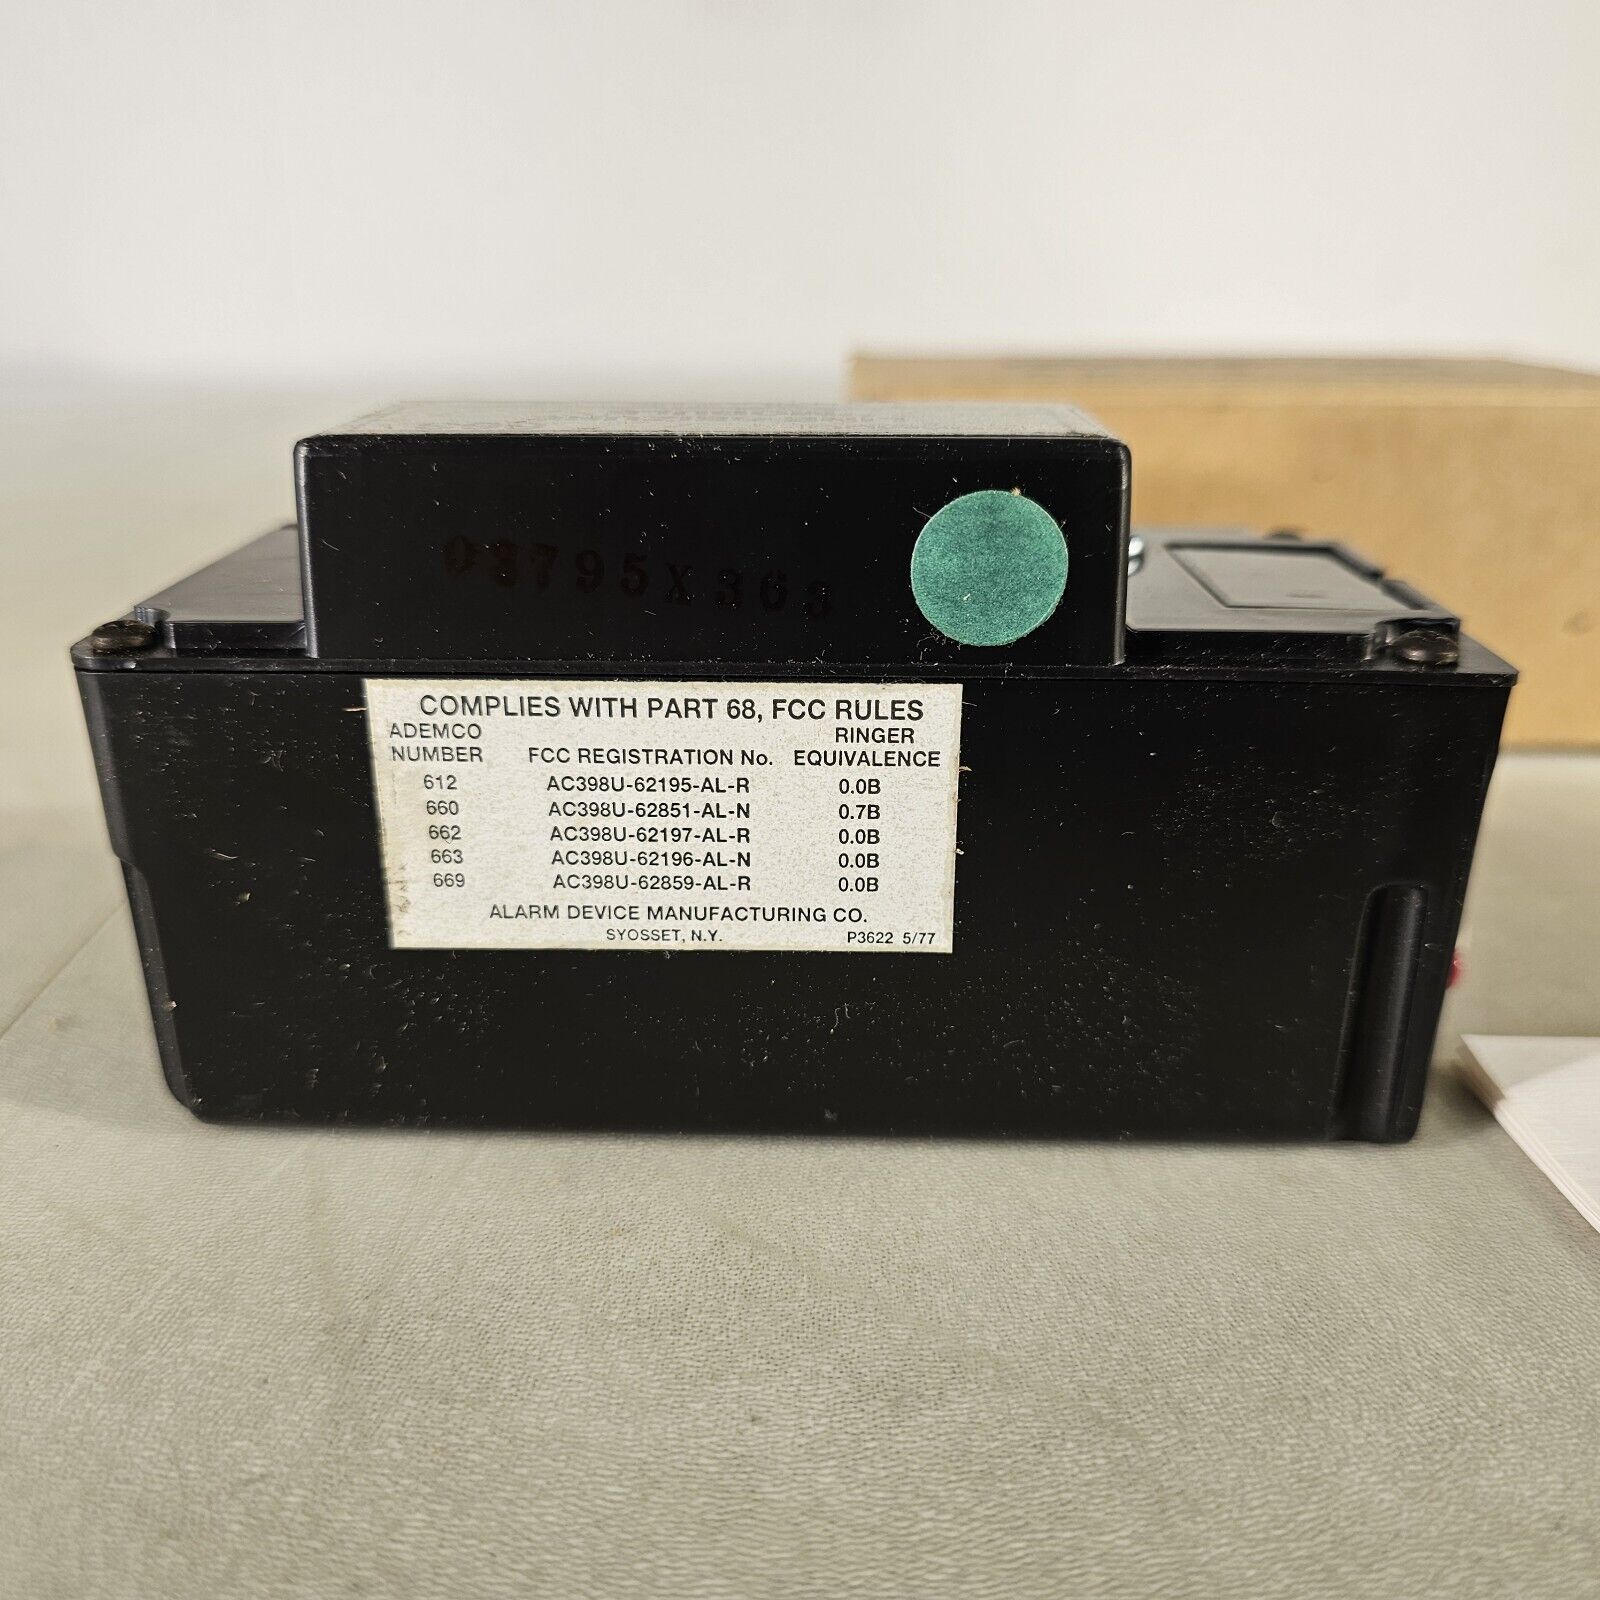 COMPLIES WITH PART 68, FCC RULES
ADEMCO NUMBER FCC REGISTRATION No. RINGER EQUIVALENCE
612 AC398U-62195-AL-R 0.0B
660 AC398U-62851-AL-N 0.7B
662 AC398U-62197-AL-R 0.0B
663 AC398U-62196-AL-N 0.0B
669 AC398U-62859-AL-R 0.0B
ALARM DEVICE MANUFACTURING CO.
SYOSSET, N.Y. P3622 5/77